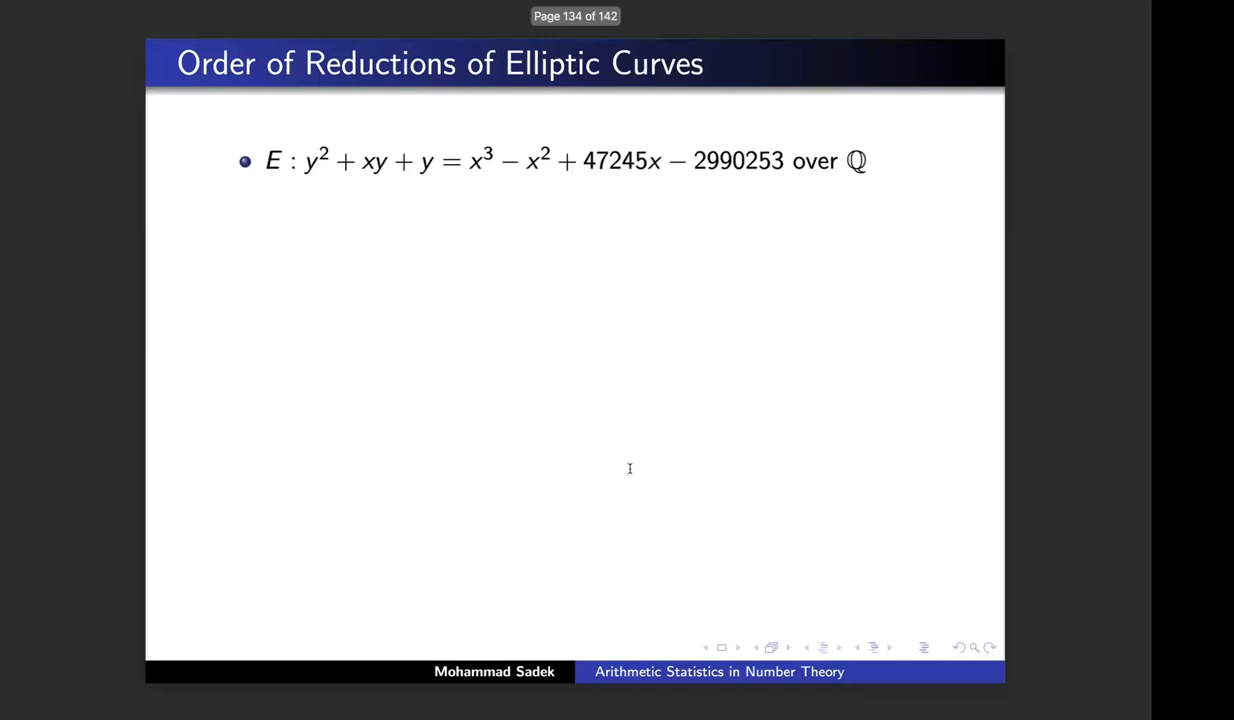 Page 134 of 142
Order of Reductions of Elliptic Curves
E : y² + xy + y = x³ − x² + 47245x − 2990253 over ℚ
Mohammad Sadek Arithmetic Statistics in Number Theory